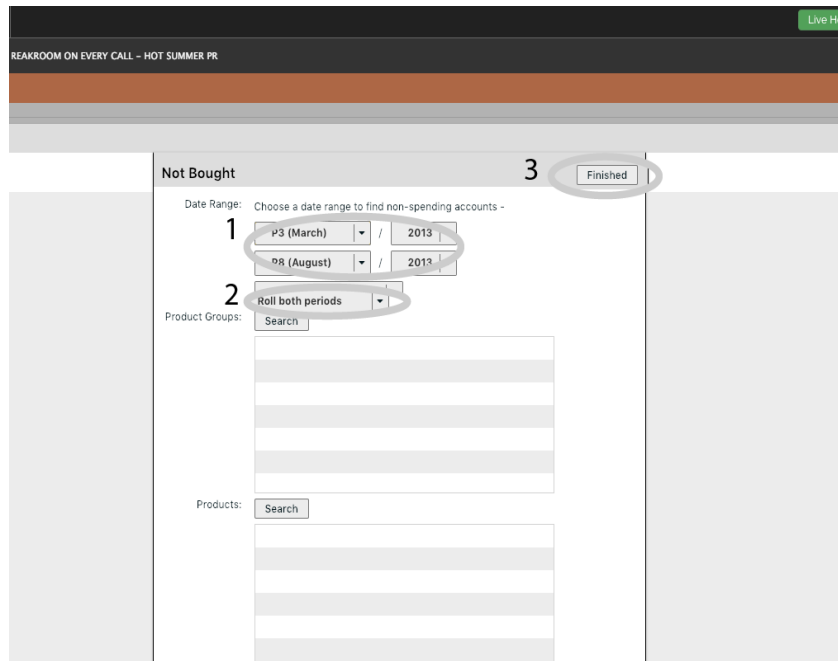 Live H
REAKROOM ON EVERY CALL – HOT SUMMER PR
Not Bought
3
Finished
Date Range:
Choose a date range to find non-spending accounts -
1
P3 (March) / 2013
P8 (August) / 2013
2
Roll both periods
Product Groups:
Search
Products:
Search